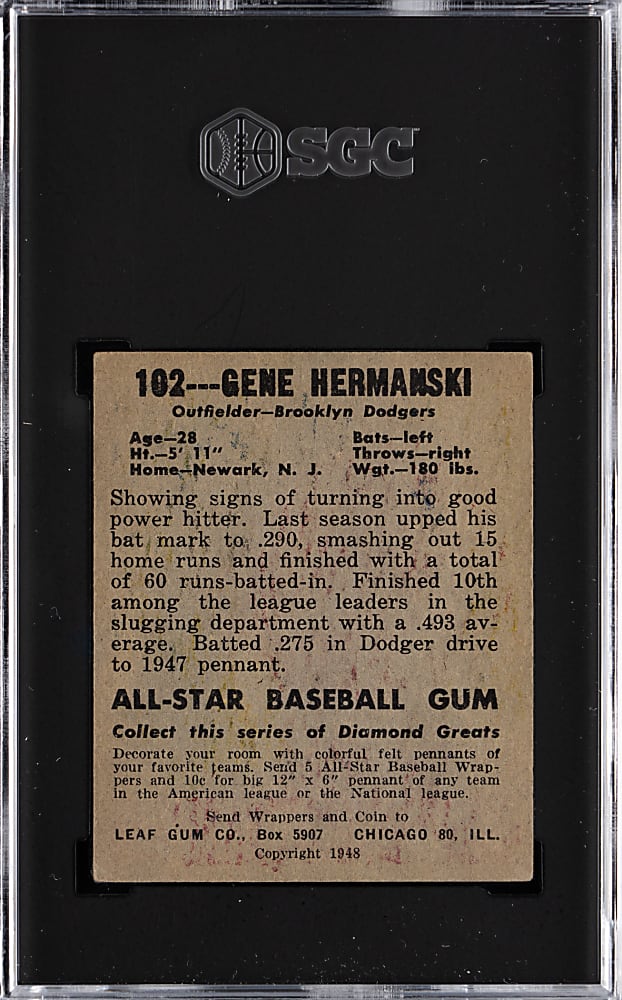 SGC
102---GENE HERMANSKI
Outfielder—Brooklyn Dodgers
Age—28 Bats—left
Ht.—5' 11" Throws—right
Home—Newark, N. J. Wgt.—180 lbs.
Showing signs of turning into good
power hitter. Last season upped his
bat mark to .290, smashing out 15
home runs and finished with a total
of 60 runs-batted-in. Finished 10th
among the league leaders in the
slugging department with a .493 av-
erage. Batted .275 in Dodger drive
to 1947 pennant.
ALL-STAR BASEBALL GUM
Collect this series of Diamond Greats
Decorate your room with colorful felt pennants of
your favorite teams. Send 5 All-Star Baseball Wrap-
pers and 10c for big 12" x 6" pennant of any team
in the American league or the National league.
Send Wrappers and Coin to
LEAF GUM CO., Box 5907 CHICAGO 80, ILL.
Copyright 1948